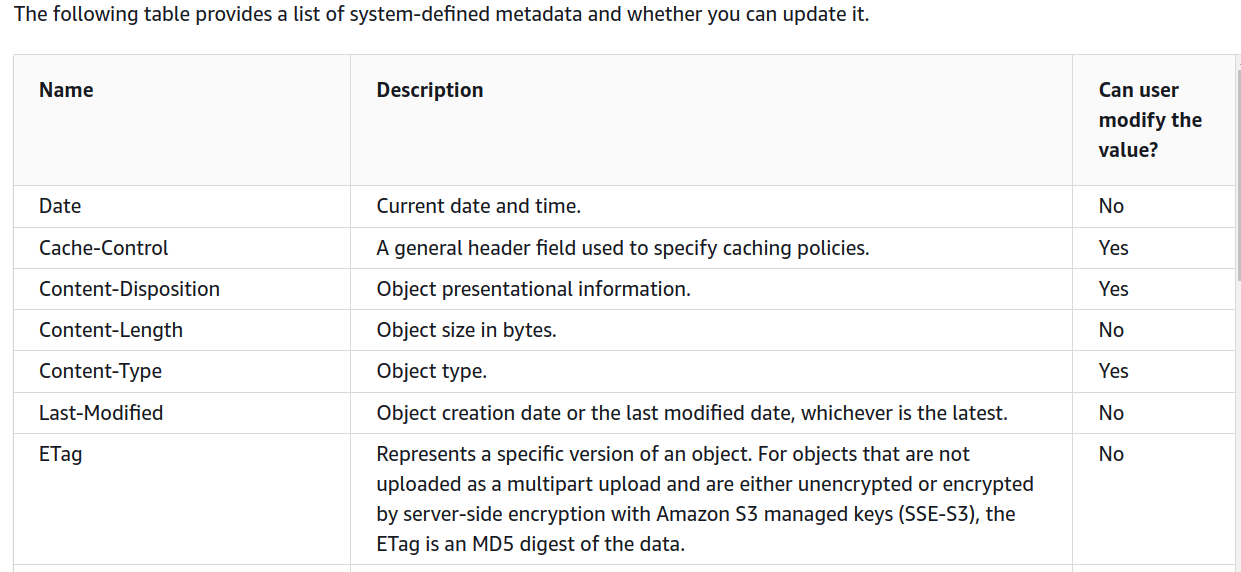 The following table provides a list of system-defined metadata and whether you can update it.
Name Description Can user
modify the
value?
Date Current date and time. No
Cache-Control A general header field used to specify caching policies. Yes
Content-Disposition Object presentational information. Yes
Content-Length Object size in bytes. No
Content-Type Object type. Yes
Last-Modified Object creation date or the last modified date, whichever is the latest. No
ETag Represents a specific version of an object. For objects that are not No
uploaded as a multipart upload and are either unencrypted or encrypted
by server-side encryption with Amazon S3 managed keys (SSE-S3), the
ETag is an MD5 digest of the data.